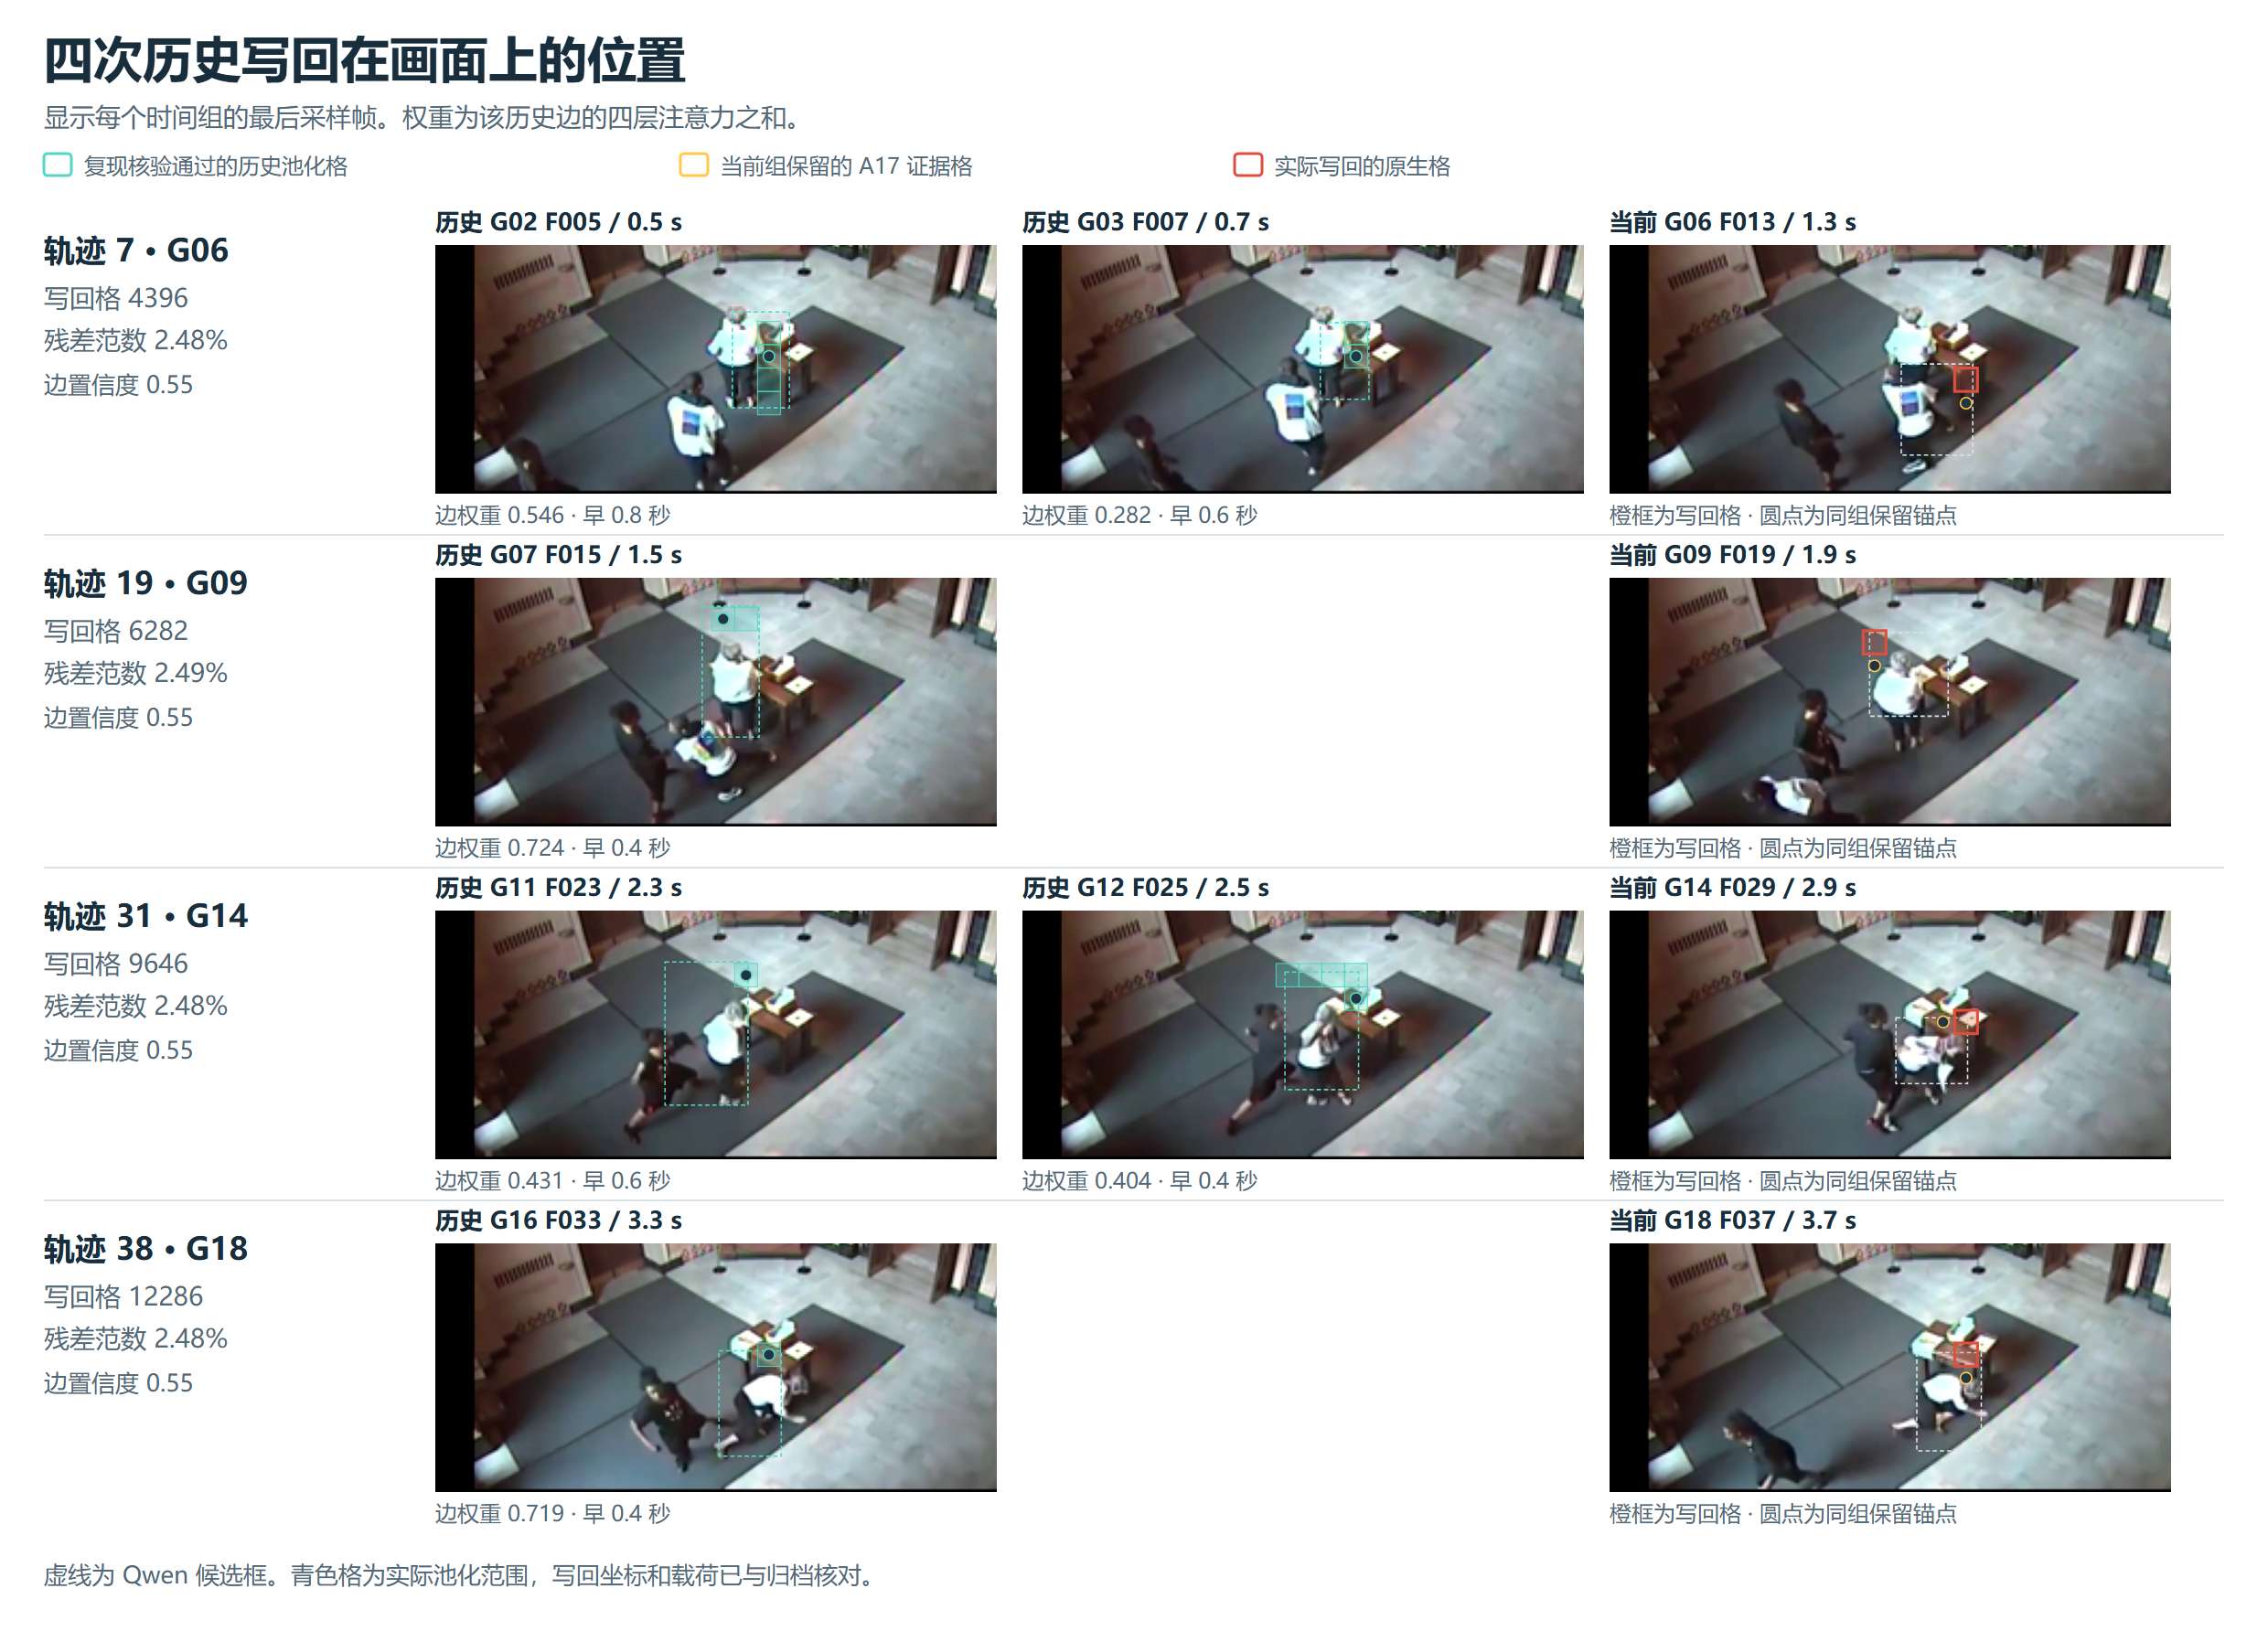 四次历史写回在画面上的位置
显示每个时间组的最后采样帧。权重为该历史边的四层注意力之和。
复现核验通过的历史池化格
当前组保留的 A17 证据格
实际写回的原生格
轨迹 7 • G06
写回格 4396
残差范数 2.48%
边置信度 0.55
历史 G02 F005 / 0.5 s
边权重 0.546 · 早 0.8 秒
历史 G03 F007 / 0.7 s
边权重 0.282 · 早 0.6 秒
当前 G06 F013 / 1.3 s
橙框为写回格 · 圆点为同组保留锚点
轨迹 19 • G09
写回格 6282
残差范数 2.49%
边置信度 0.55
历史 G07 F015 / 1.5 s
边权重 0.724 · 早 0.4 秒
当前 G09 F019 / 1.9 s
橙框为写回格 · 圆点为同组保留锚点
轨迹 31 • G14
写回格 9646
残差范数 2.48%
边置信度 0.55
历史 G11 F023 / 2.3 s
边权重 0.431 · 早 0.6 秒
历史 G12 F025 / 2.5 s
边权重 0.404 · 早 0.4 秒
当前 G14 F029 / 2.9 s
橙框为写回格 · 圆点为同组保留锚点
轨迹 38 • G18
写回格 12286
残差范数 2.48%
边置信度 0.55
历史 G16 F033 / 3.3 s
边权重 0.719 · 早 0.4 秒
当前 G18 F037 / 3.7 s
橙框为写回格 · 圆点为同组保留锚点
虚线为 Qwen 候选框。青色格为实际池化范围，写回坐标和载荷已与归档核对。